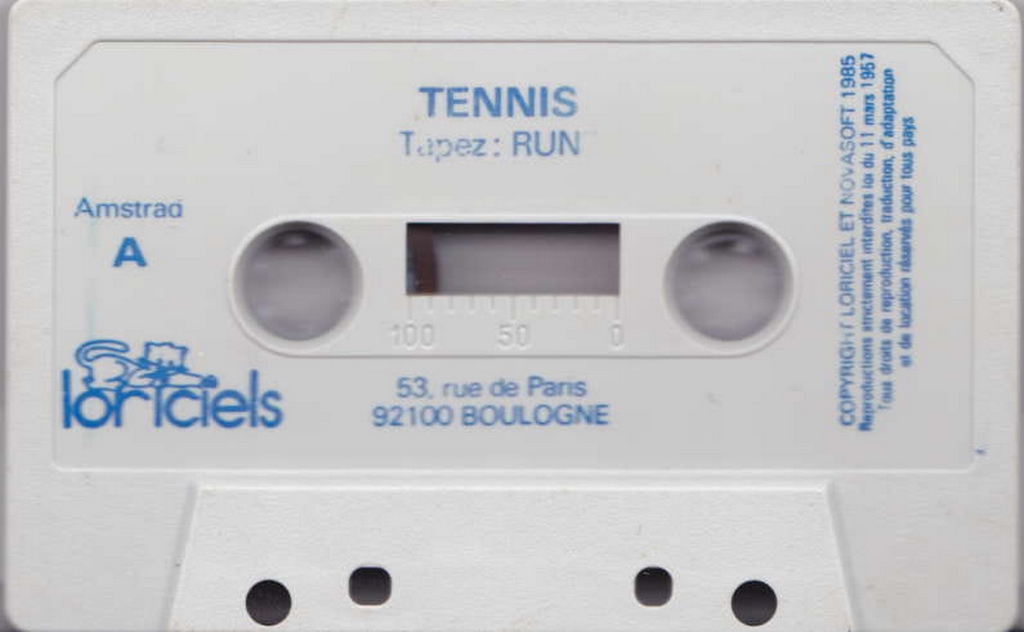 TENNIS
Tapez: RUN
Amstrad
A
100 50 0
loriciels
53, rue de Paris
92100 BOULOGNE
COPYRIGHT LORICIEL ET NOVASOFT 1985
Reproductions strictement interdites loi du 11 mars 1957
Tous droits de reproduction, traduction, d'adaptation
et de location réservés pour tous pays